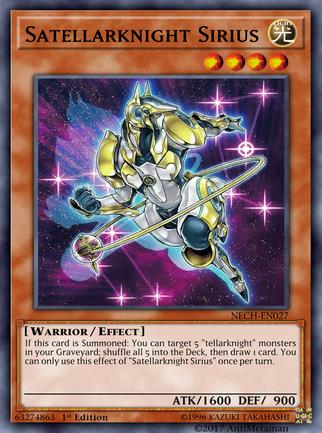 SATELLARKNIGHT SIRIUS
LIGHT
光
NECH-EN027
[WARRIOR / EFFECT]
If this card is Summoned: You can target 5 "tellarknight"
monsters in your Graveyard; shuffle all 5 into the Deck, then draw 1 card. You
can only use this effect of "Satellarknight Sirius" once per turn.
ATK/1600 DEF/ 900
63274863 1st Edition ©1996 KAZUKI TAKAHASHI
©2017 AntiMetaman